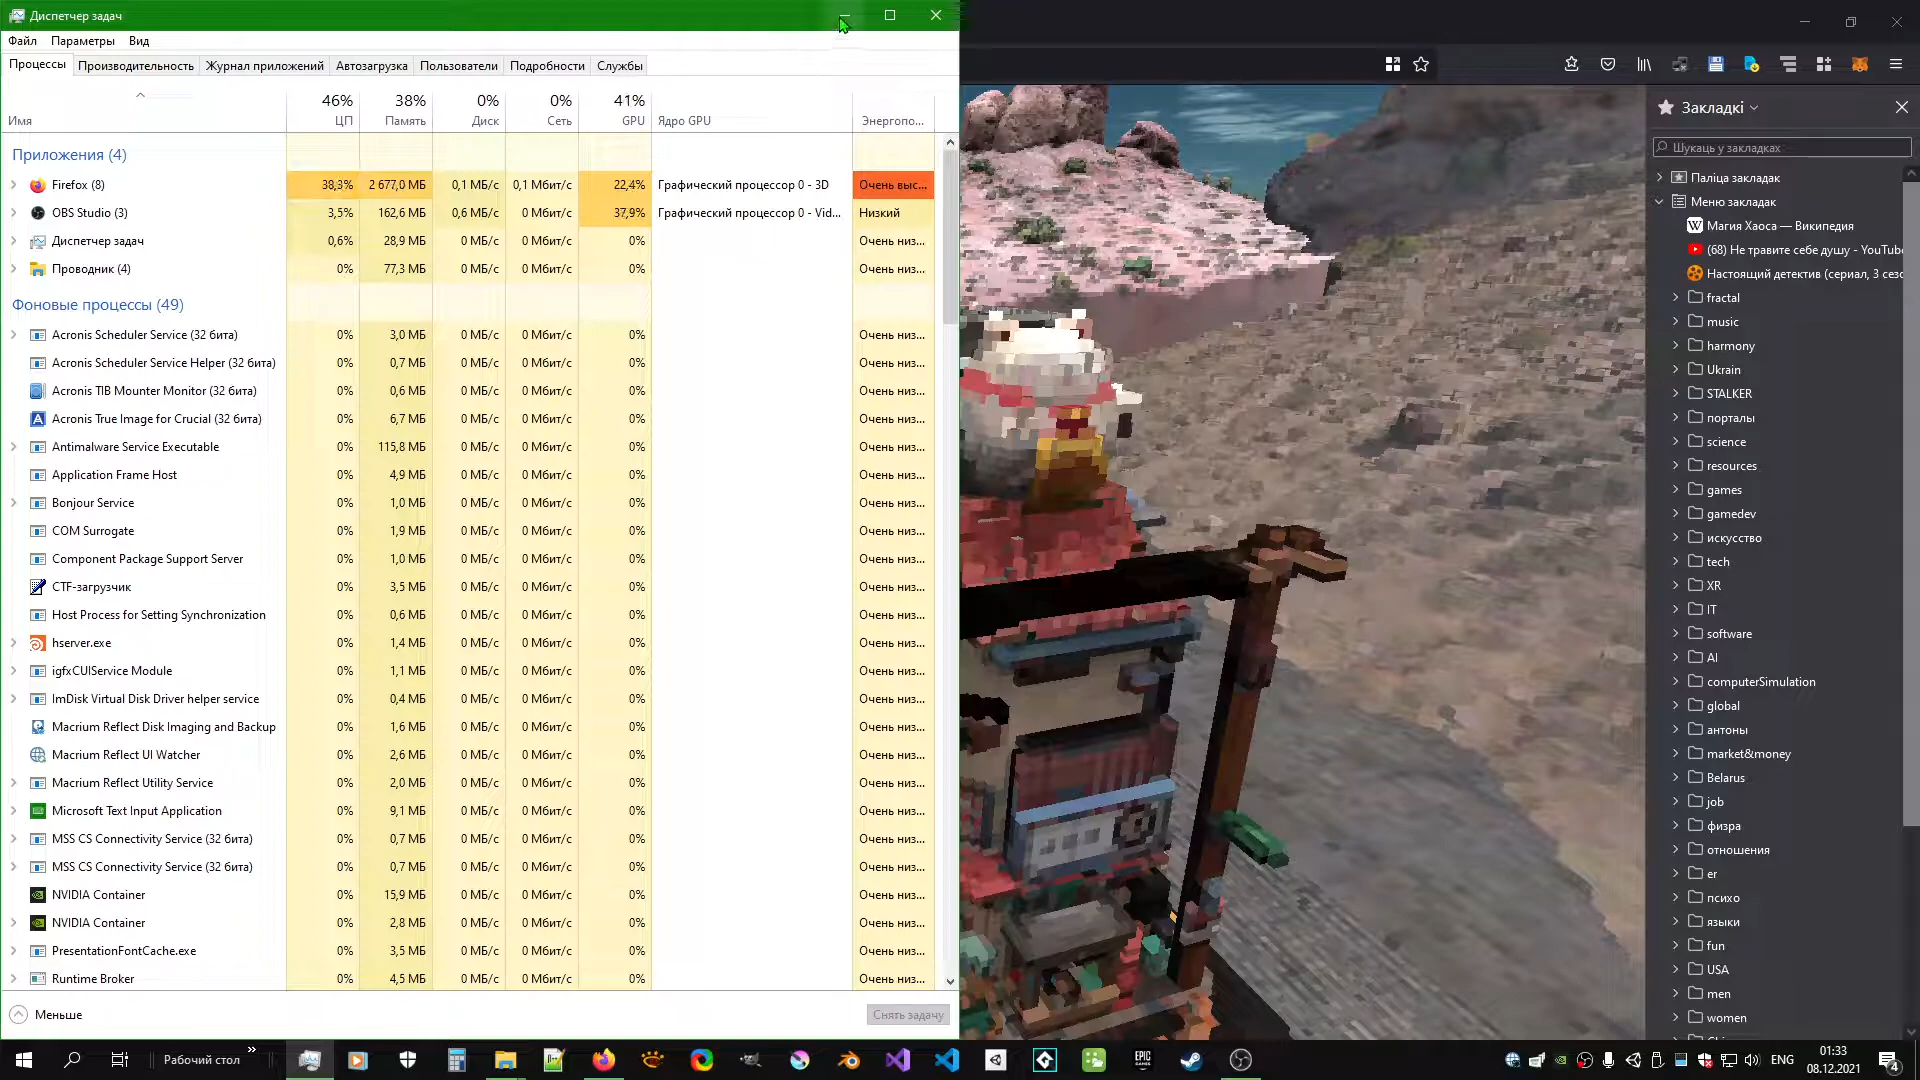 Диспетчер задач
Файл Параметры Вид
Процессы Производительность Журнал приложений Автозагрузка Пользователи Подробности Службы
46% 38% 0% 0% 41%
Имя ЦП Память Диск Сеть GPU Ядро GPU Энергопо...
Приложения (4)
Firefox (8) 38,3% 2 677,0 МБ 0,1 МБ/с 0,1 Мбит/с 22,4% Графический процессор 0 - 3D Очень выс...
OBS Studio (3) 3,5% 162,6 МБ 0,6 МБ/с 0 Мбит/с 37,9% Графический процессор 0 - Vid... Низкий
Диспетчер задач 0,6% 28,9 МБ 0 МБ/с 0 Мбит/с 0% Очень низ...
Проводник (4) 0% 77,3 МБ 0 МБ/с 0 Мбит/с 0% Очень низ...
Фоновые процессы (49)
Acronis Scheduler Service (32 бита) 0% 3,0 МБ 0 МБ/с 0 Мбит/с 0% Очень низ...
Acronis Scheduler Service Helper (32 бита) 0% 0,7 МБ 0 МБ/с 0 Мбит/с 0% Очень низ...
Acronis TIB Mounter Monitor (32 бита) 0% 0,6 МБ 0 МБ/с 0 Мбит/с 0% Очень низ...
Acronis True Image for Crucial (32 бита) 0% 6,7 МБ 0 МБ/с 0 Мбит/с 0% Очень низ...
Antimalware Service Executable 0% 115,8 МБ 0 МБ/с 0 Мбит/с 0% Очень низ...
Application Frame Host 0% 4,9 МБ 0 МБ/с 0 Мбит/с 0% Очень низ...
Bonjour Service 0% 1,0 МБ 0 МБ/с 0 Мбит/с 0% Очень низ...
COM Surrogate 0% 1,9 МБ 0 МБ/с 0 Мбит/с 0% Очень низ...
Component Package Support Server 0% 1,0 МБ 0 МБ/с 0 Мбит/с 0% Очень низ...
CTF-загрузчик 0% 3,5 МБ 0 МБ/с 0 Мбит/с 0% Очень низ...
Host Process for Setting Synchronization 0% 0,6 МБ 0 МБ/с 0 Мбит/с 0% Очень низ...
hserver.exe 0% 1,4 МБ 0 МБ/с 0 Мбит/с 0% Очень низ...
igfxCUIService Module 0% 1,1 МБ 0 МБ/с 0 Мбит/с 0% Очень низ...
ImDisk Virtual Disk Driver helper service 0% 0,4 МБ 0 МБ/с 0 Мбит/с 0% Очень низ...
Macrium Reflect Disk Imaging and Backup 0% 1,6 МБ 0 МБ/с 0 Мбит/с 0% Очень низ...
Macrium Reflect UI Watcher 0% 2,6 МБ 0 МБ/с 0 Мбит/с 0% Очень низ...
Macrium Reflect Utility Service 0% 2,0 МБ 0 МБ/с 0 Мбит/с 0% Очень низ...
Microsoft Text Input Application 0% 9,1 МБ 0 МБ/с 0 Мбит/с 0% Очень низ...
MSS CS Connectivity Service (32 бита) 0% 0,7 МБ 0 МБ/с 0 Мбит/с 0% Очень низ...
MSS CS Connectivity Service (32 бита) 0% 0,7 МБ 0 МБ/с 0 Мбит/с 0% Очень низ...
NVIDIA Container 0% 15,9 МБ 0 МБ/с 0 Мбит/с 0% Очень низ...
NVIDIA Container 0% 2,8 МБ 0 МБ/с 0 Мбит/с 0% Очень низ...
PresentationFontCache.exe 0% 3,5 МБ 0 МБ/с 0 Мбит/с 0% Очень низ...
Runtime Broker 0% 4,5 МБ 0 МБ/с 0 Мбит/с 0% Очень низ...
Меньше Снять задачу
Закладкі
Шукаць у закладках
Паліца закладак
Меню закладак
Магия Хаоса — Википедия
(68) Не травите себе душу - YouTube
Настоящий детектив (сериал, 3 сезо
fractal
music
harmony
Ukrain
STALKER
порталы
science
resources
games
gamedev
искусство
tech
XR
IT
software
AI
computerSimulation
global
антоны
market&money
Belarus
job
физра
отношения
er
психо
языки
fun
USA
men
women
Рабочий стол
EPIC GAMES
ENG
01:33
08.12.2021
4